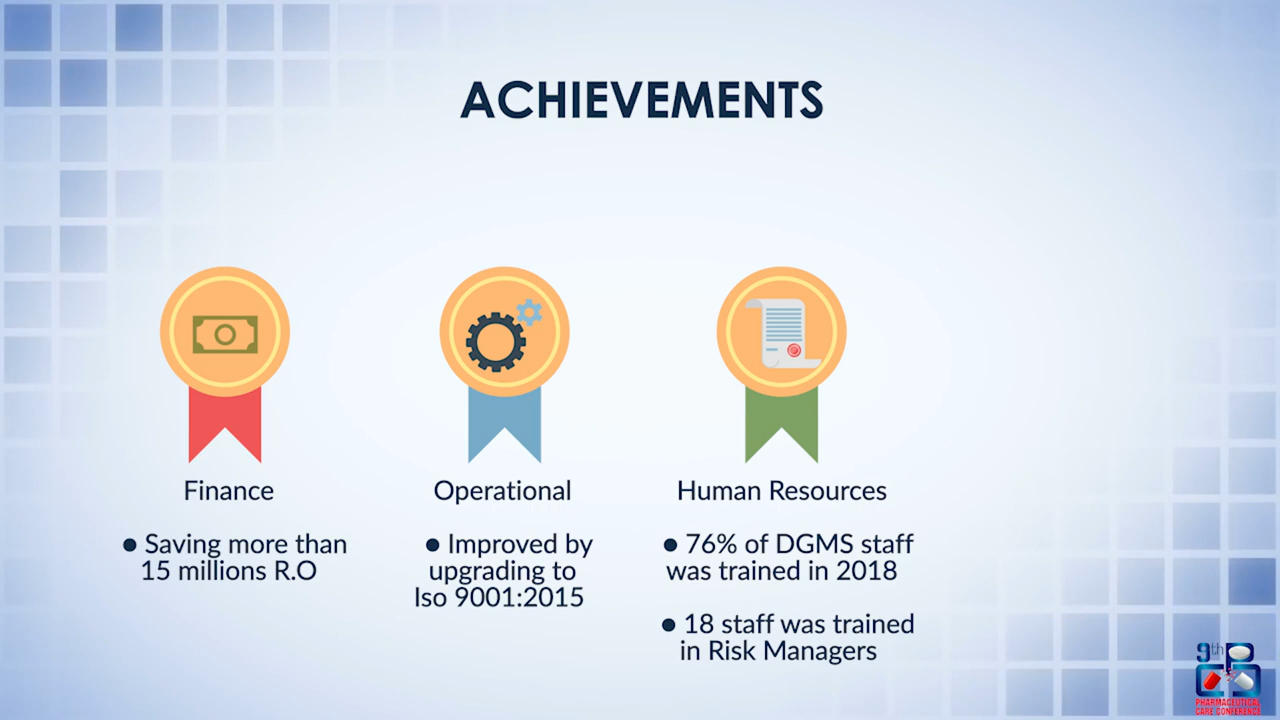 ACHIEVEMENTS
Finance
● Saving more than
15 millions R.O
Operational
● Improved by
upgrading to
Iso 9001:2015
Human Resources
● 76% of DGMS staff
was trained in 2018
● 18 staff was trained
in Risk Managers
9th
PHARMACEUTICAL
CARE CONFERENCE